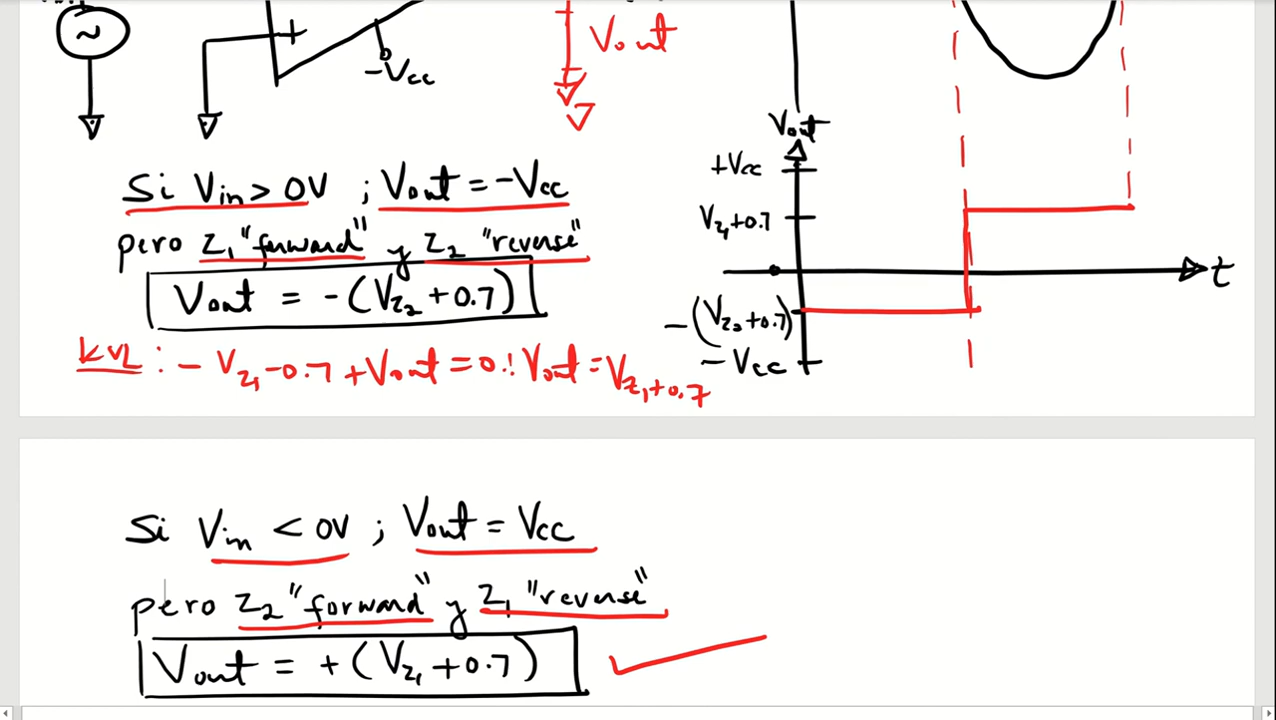 +
-Vcc
Vout
Vout
+Vcc
Vz1+0.7
t
-(Vz2+0.7)
-Vcc
Si Vin > 0V ; Vout = -Vcc
pero Z1 "forward" y Z2 "reverse"
Vout = -(Vz2+0.7)
KVL: -Vz1-0.7+Vout=0 ∴ Vout=Vz1+0.7
Si Vin < 0V ; Vout = Vcc
pero Z2 "forward" y Z1 "reverse"
Vout = +(Vz1+0.7)